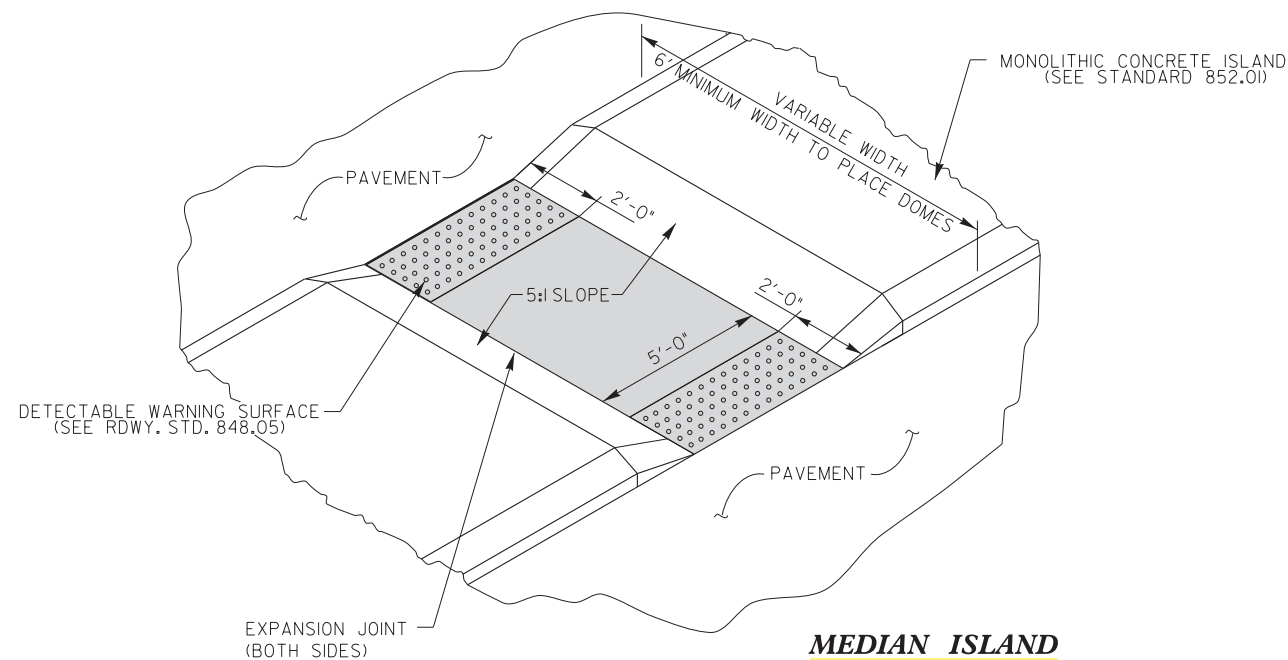 MONOLITHIC CONCRETE ISLAND
(SEE STANDARD 852.01)
VARIABLE WIDTH
6' MINIMUM WIDTH TO PLACE DOMES
PAVEMENT
2'-0"
5:1 SLOPE
2'-0"
5'-0"
DETECTABLE WARNING SURFACE
(SEE RDWY. STD. 848.05)
PAVEMENT
EXPANSION JOINT
(BOTH SIDES)
MEDIAN ISLAND